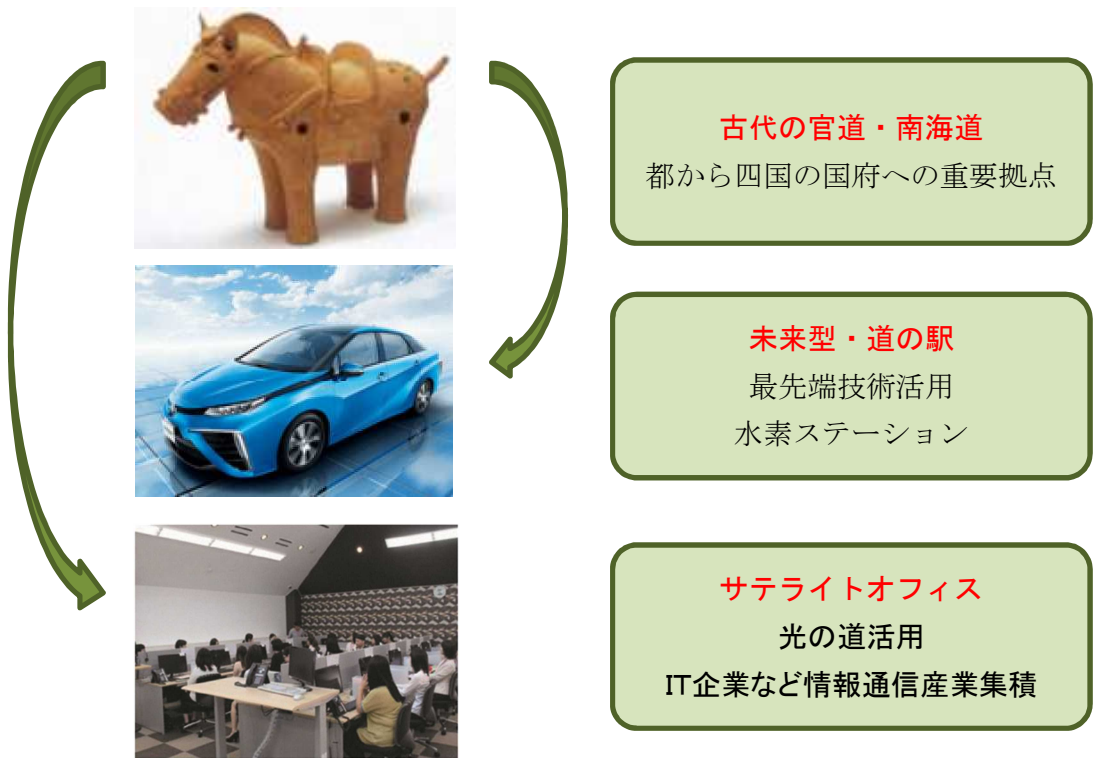 古代の官道・南海道
都から四国の国府への重要拠点
未来型・道の駅
最先端技術活用
水素ステーション
サテライトオフィス
光の道活用
IT企業など情報通信産業集積